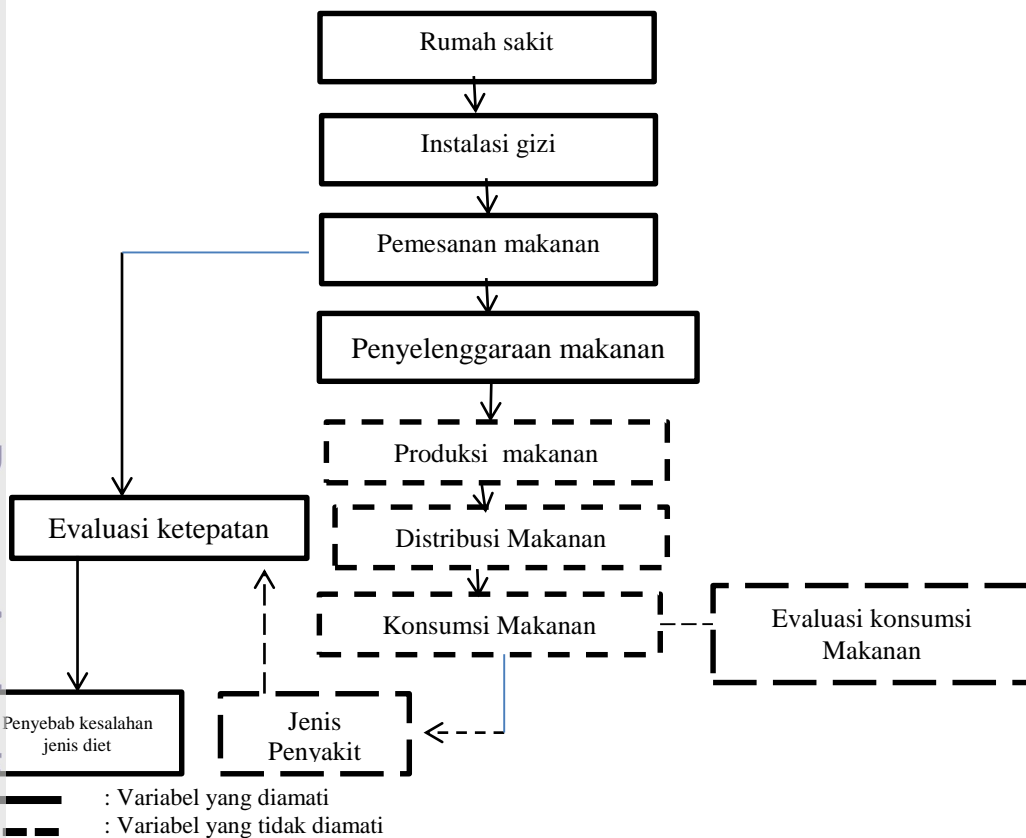 Rumah sakit
Instalasi gizi
Pemesanan makanan
Penyelenggaraan makanan
Produksi makanan
Evaluasi ketepatan
Distribusi Makanan
Konsumsi Makanan
Evaluasi konsumsi
Makanan
Penyebab kesalahan
jenis diet
Jenis
Penyakit
: Variabel yang diamati
: Variabel yang tidak diamati